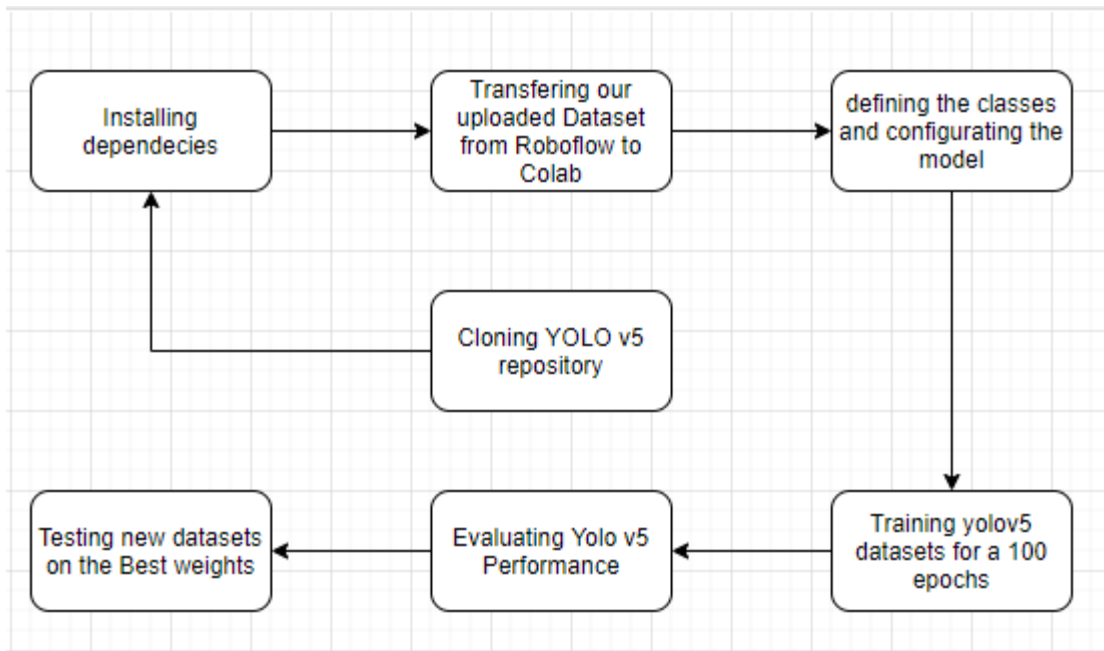 Installing
dependecies
Transfering our
uploaded Dataset
from Roboflow to
Colab
defining the classes
and configurating the
model
Cloning YOLO v5
repository
Testing new datasets
on the Best weights
Evaluating Yolo v5
Performance
Training yolov5
datasets for a 100
epochs